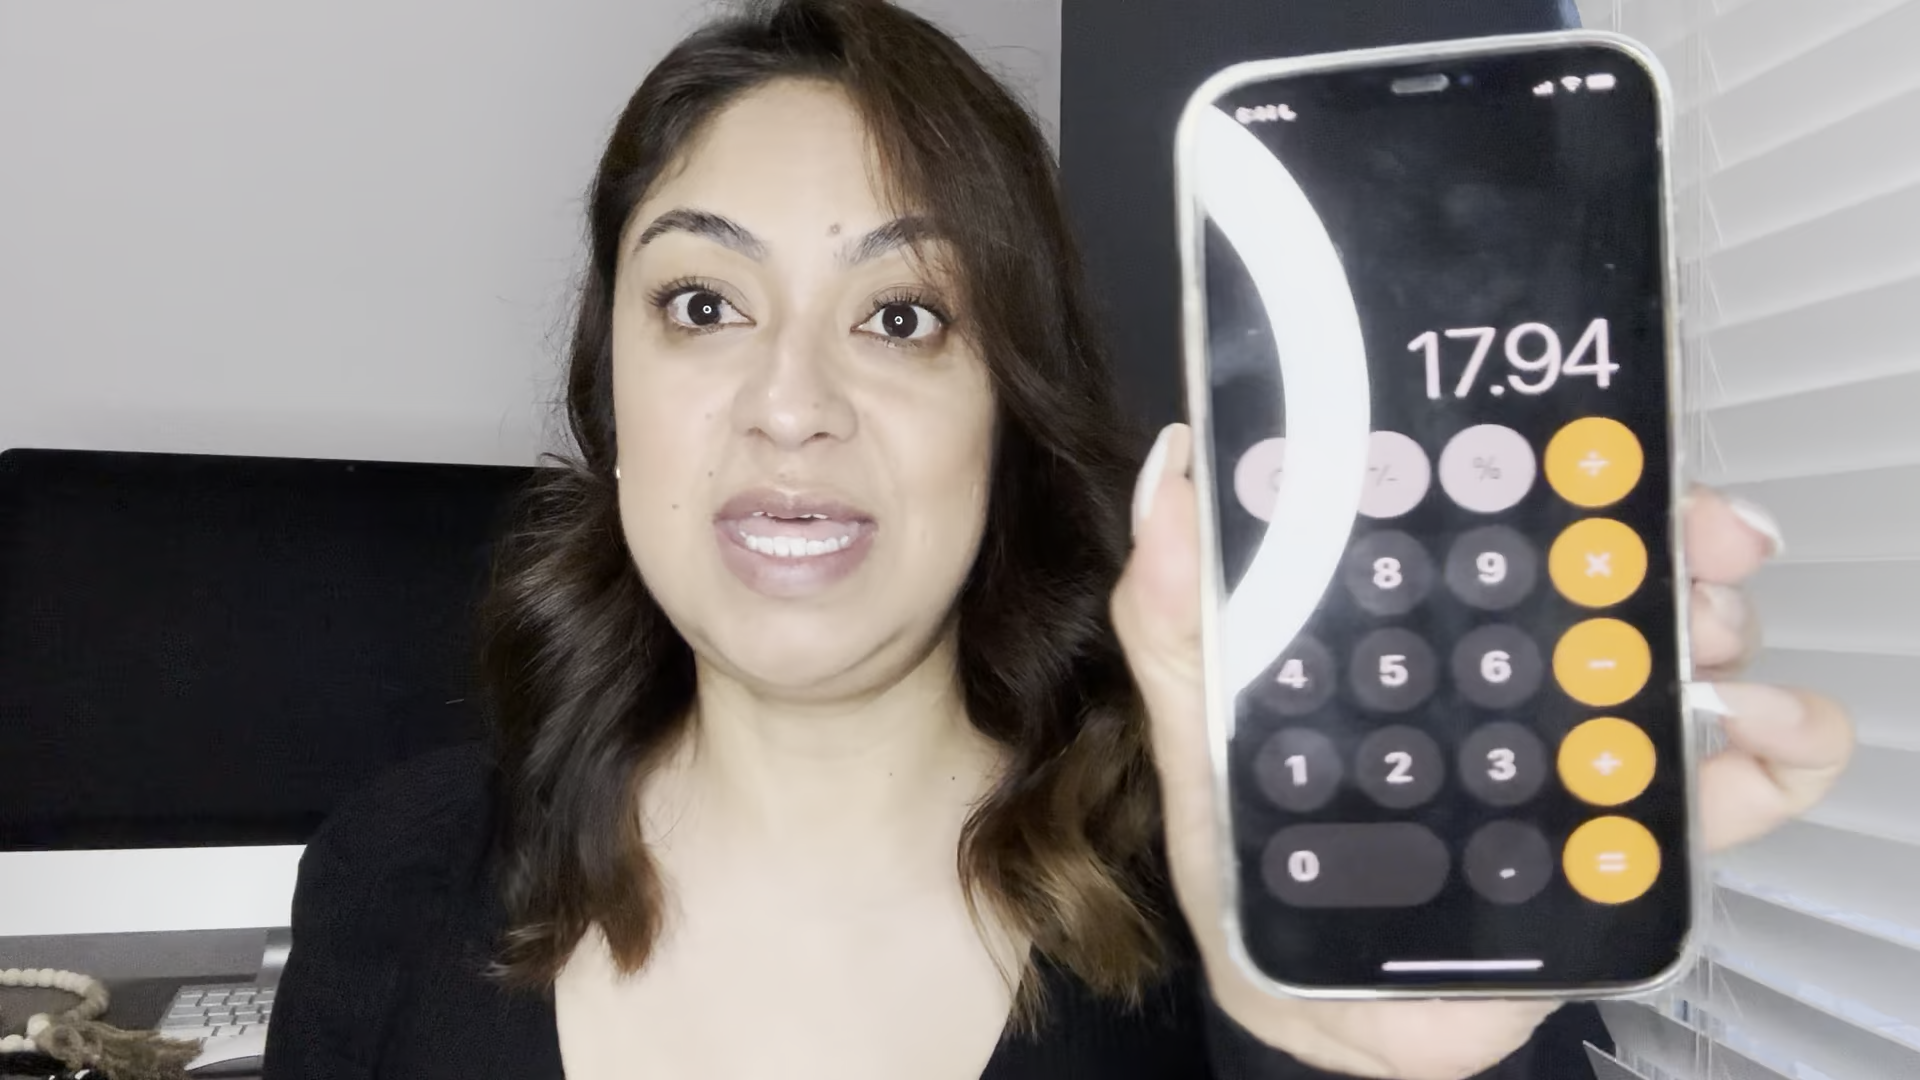 17.94
% ÷
8 9 ×
4 5 6 −
1 2 3 +
0 . =